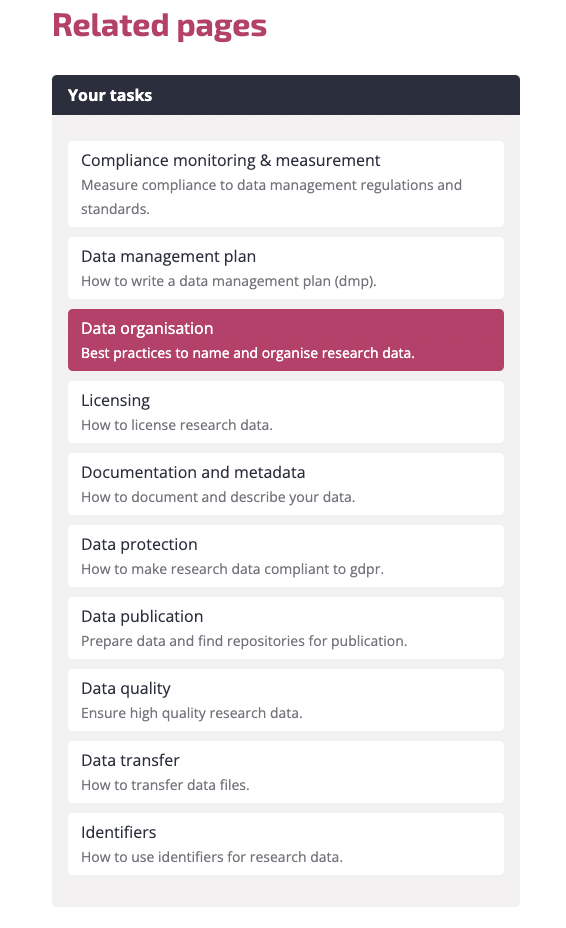 Related pages
Your tasks
Compliance monitoring & measurement
Measure compliance to data management regulations and
standards.
Data management plan
How to write a data management plan (dmp).
Data organisation
Best practices to name and organise research data.
Licensing
How to license research data.
Documentation and metadata
How to document and describe your data.
Data protection
How to make research data compliant to gdpr.
Data publication
Prepare data and find repositories for publication.
Data quality
Ensure high quality research data.
Data transfer
How to transfer data files.
Identifiers
How to use identifiers for research data.